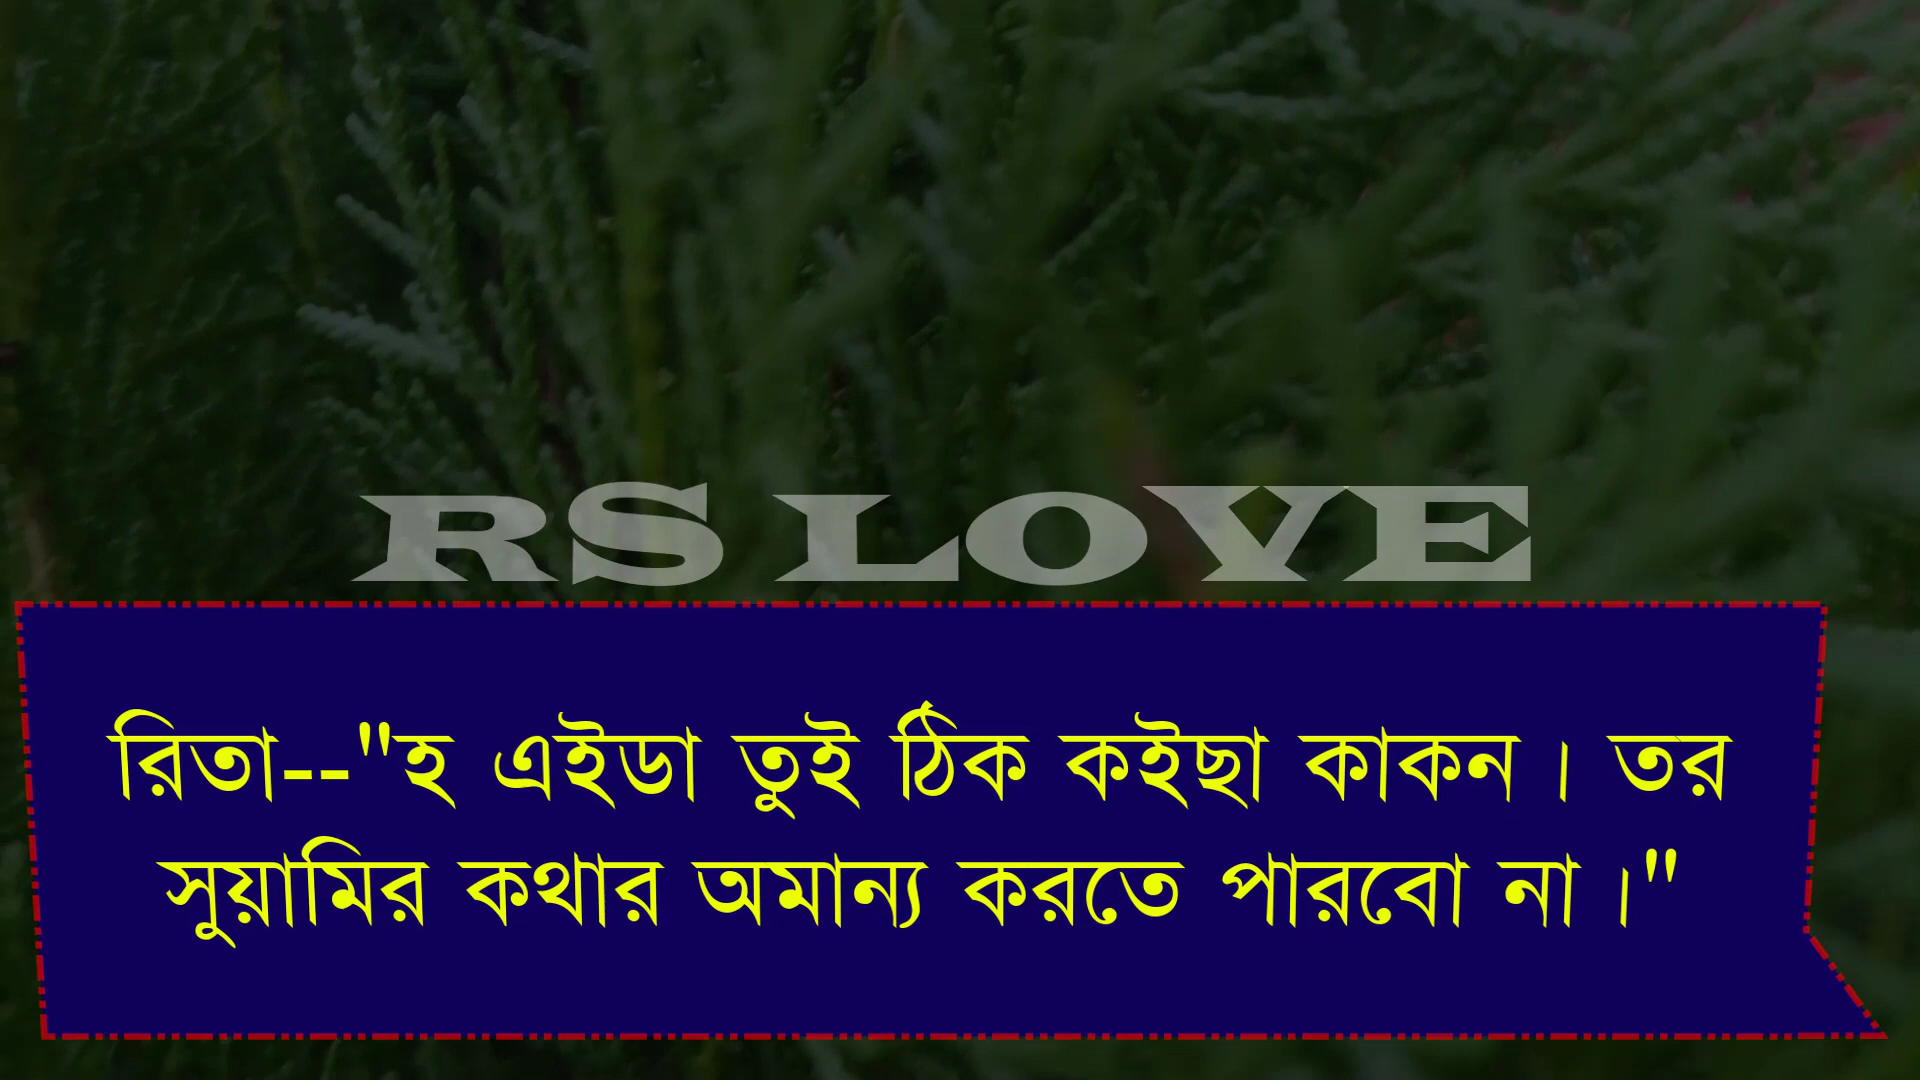 RS LOVE
রিতা--"হ এইডা তুই ঠিক কইছা কাকন। তর
সুয়ামির কথার অমান্য করতে পারবো না।"